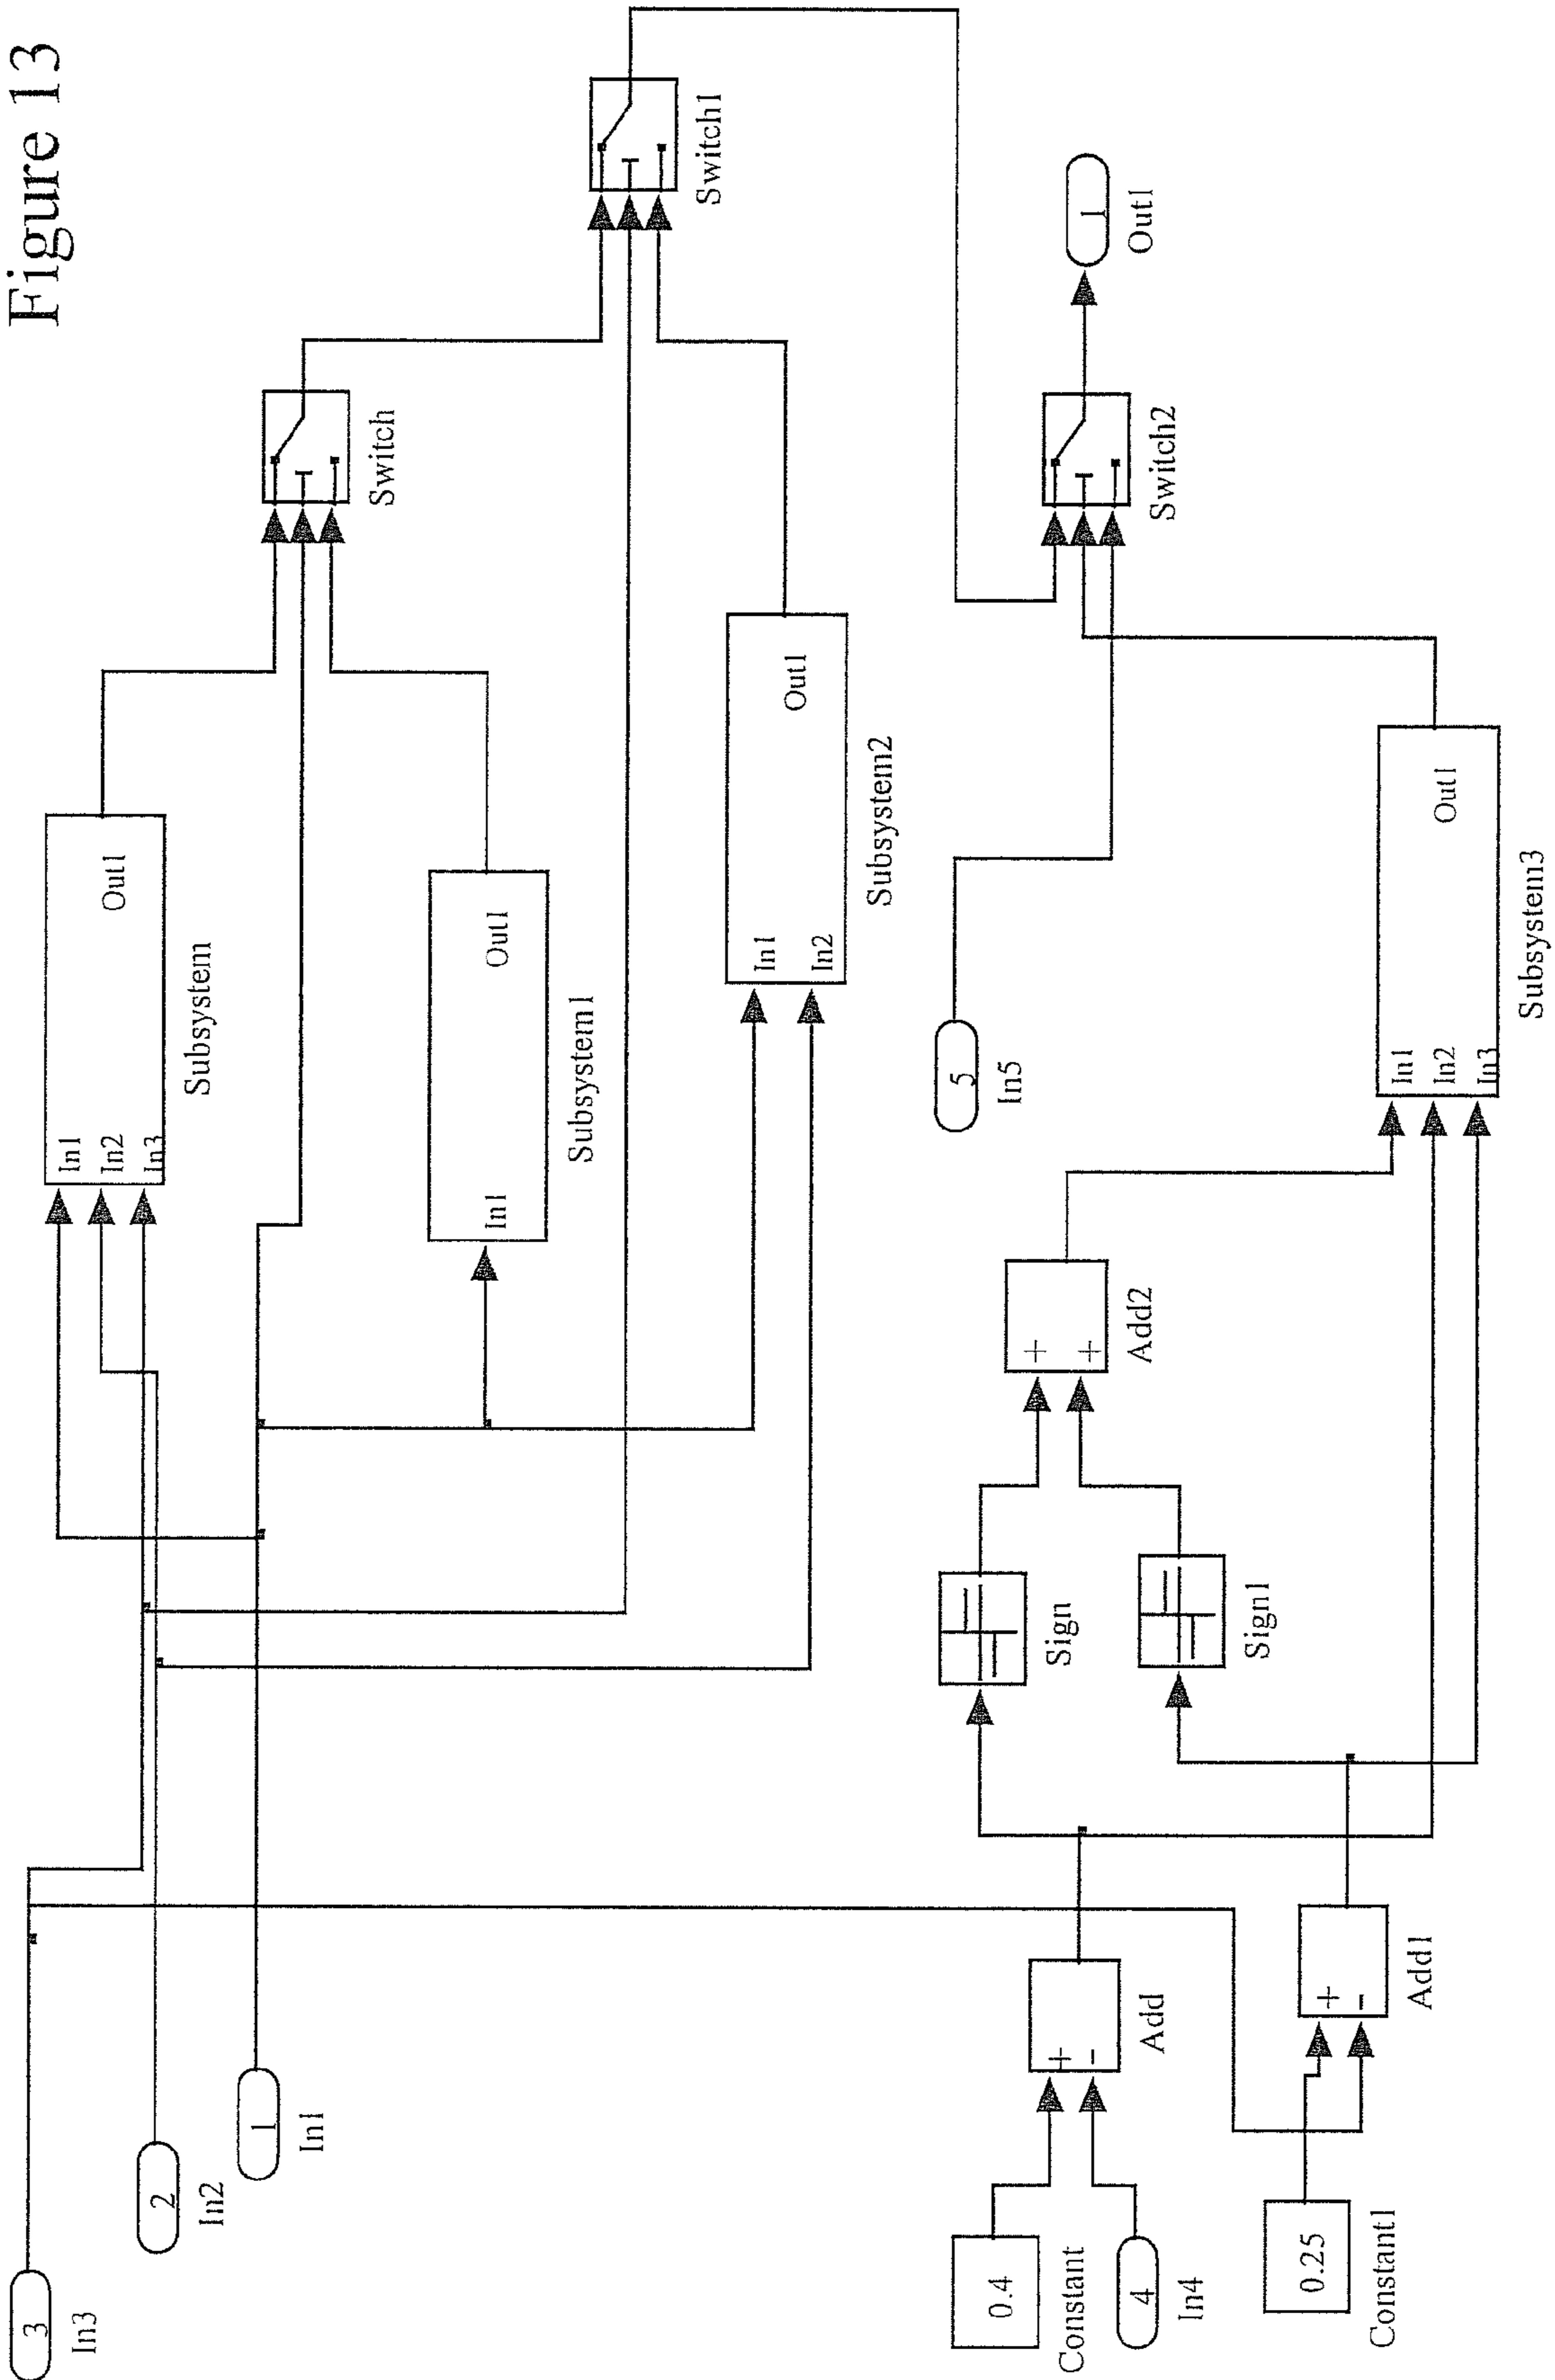 Figure 13
3
In3
2
In2
1
In1
In1
In2
In3
Out1
Subsystem
In1
Out1
Subsystem1
In1
In2
Out1
Subsystem2
Switch
Switch1
5
In5
0.4
Constant
4
In4
0.25
Constant1
+
-
Add
+
-
Add1
Sign
Sign1
+
+
Add2
In1
In2
In3
Out1
Subsystem3
Switch2
1
Out1